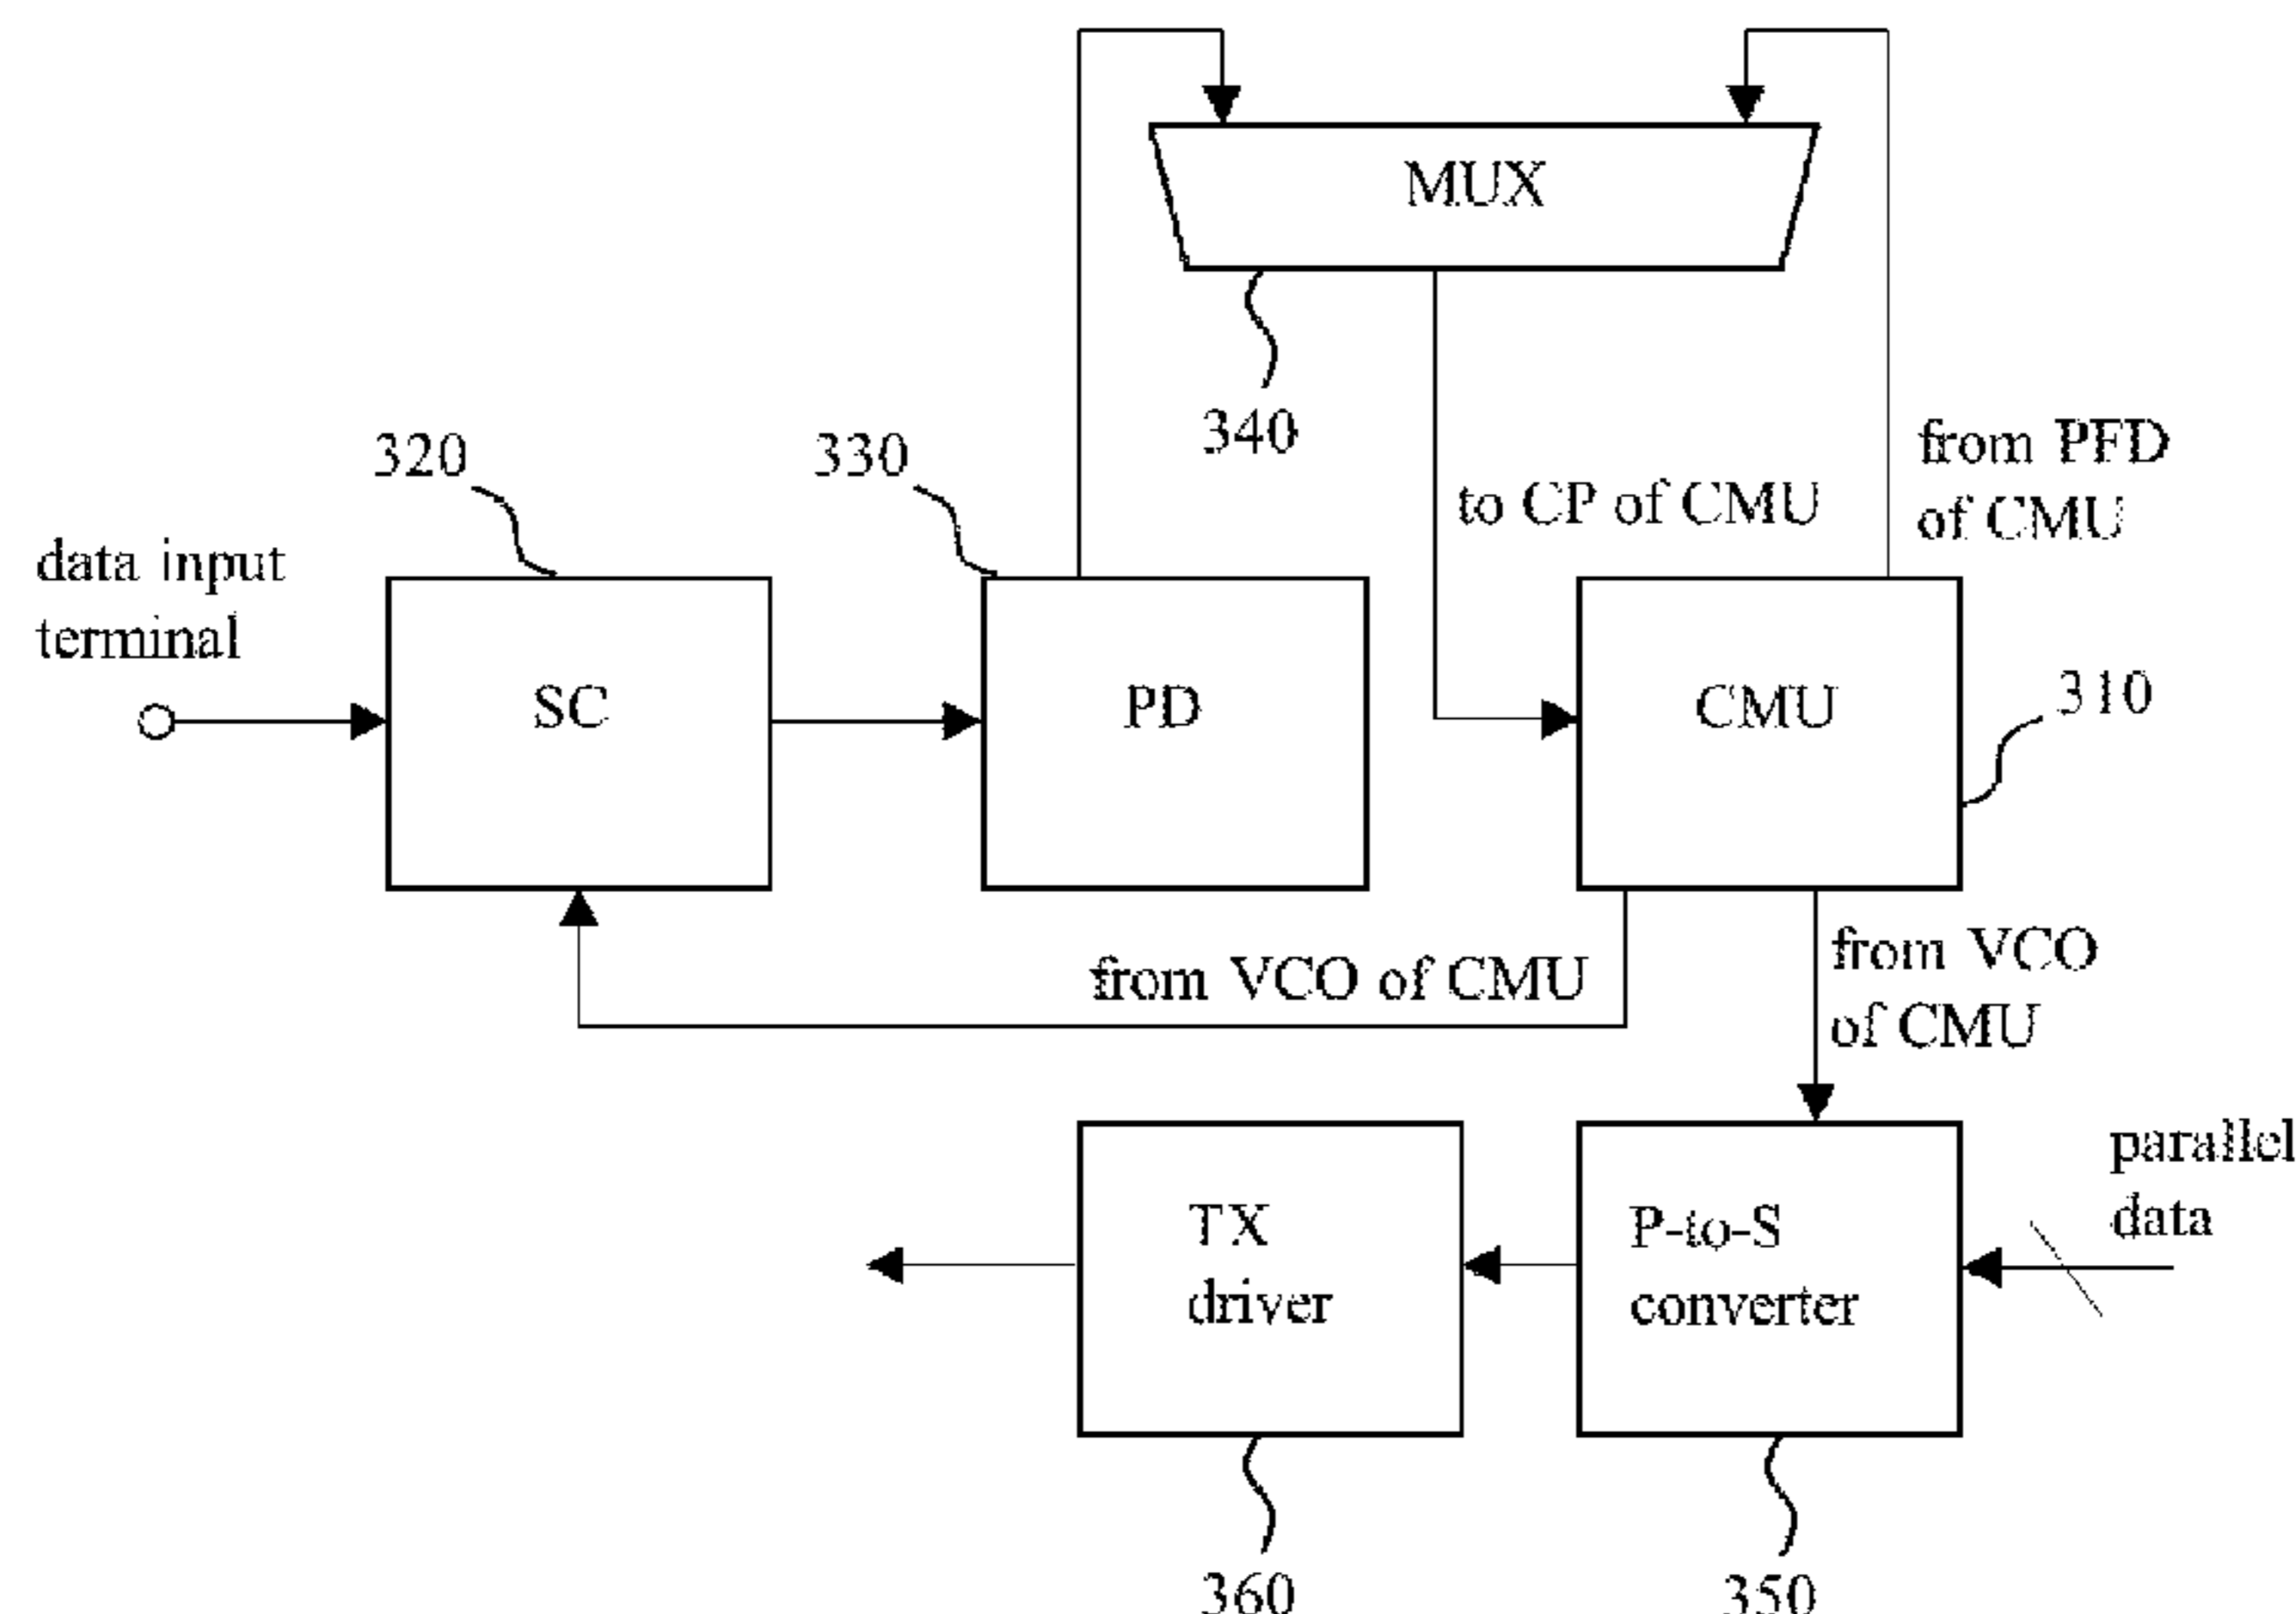 MUX
340
from PFD
of CMU
to CP of CMU
320
330
data input
terminal
SC
PD
CMU
310
from VCO of CMU
from VCO
of CMU
parallel
data
TX
driver
P-to-S
converter
360
350